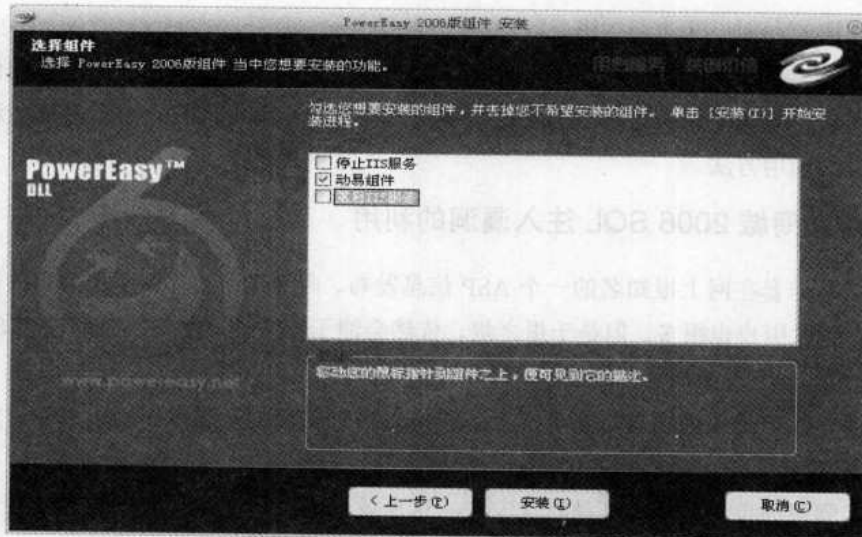 PowerEasy 2006版组件 安装
选择组件
选择 PowerEasy 2006版组件 当中您想要安装的功能。
勾选您想要安装的组件，并去掉您不希望安装的组件。 单击 [安装(I)] 开始安
装进程。
PowerEasy™
DLL
停止IIS服务
动易组件
www.powereasy.net
移动您的鼠标指针到组件之上，便可见到它的描述。
< 上一步(P)
安装(I)
取消(C)